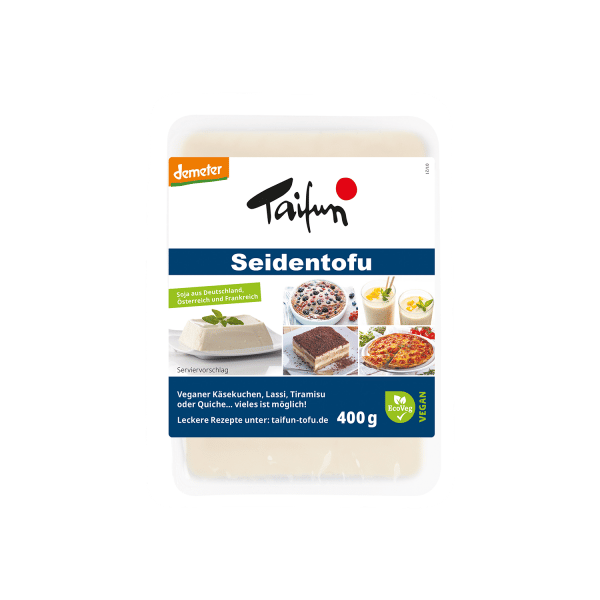 demeter
Taifun
Seidentofu
Soja aus Deutschland,
Österreich und Frankreich
Serviervorschlag
Veganer Käsekuchen, Lassi, Tiramisu
oder Quiche... vieles ist möglich!
Leckere Rezepte unter: taifun-tofu.de
400 g
EcoVeg
VEGAN